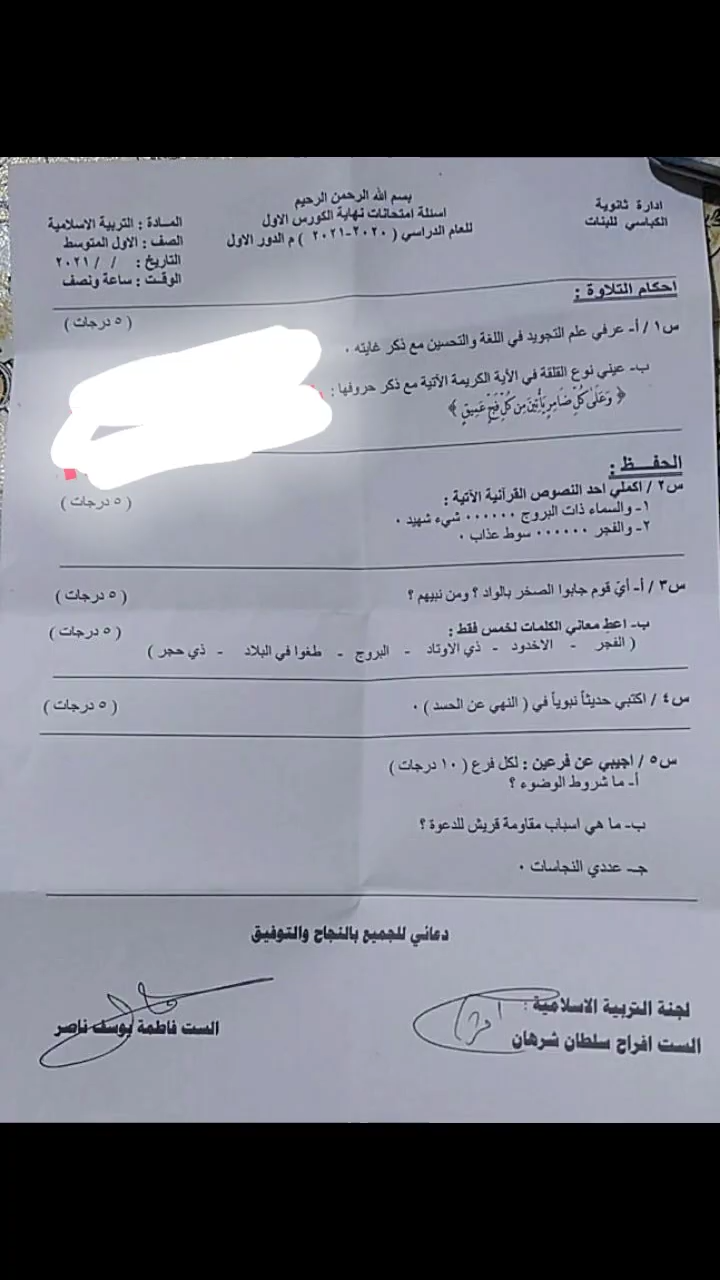 بسم الله الرحمن الرحيم
ادارة ثانوية
الكباسي للبنات
اسئلة امتحانات نهاية الكورس الاول
للعام الدراسي ( ٢٠٢٠-٢٠٢١ ) م الدور الاول
المادة : التربية الاسلامية
الصف : الاول المتوسط
التاريخ : / / ٢٠٢١
الوقت : ساعة ونصف
احكام التلاوة :
س١/ أ- عرفي علم التجويد في اللغة والتحسين مع ذكر غايته . ( ٥ درجات )
ب- عيني نوع القلقة في الآية الكريمة الآتية مع ذكر حروفها :
﴿ وَعَلَىٰ كُلِّ ضَامِرٍ يَأْتِينَ مِن كُلِّ فَجٍّ عَمِيقٍ ﴾
الحفظ :
س٢ / اكملي احد النصوص القرآنية الآتية : ( ٥ درجات )
١- والسماء ذات البروج ...... شيء شهيد .
٢- والفجر ...... سوط عذاب .
س٣ / أ- أيّ قوم جابوا الصخر بالواد ؟ ومن نبيهم ؟ ( ٥ درجات )
ب- اعطِ معاني الكلمات لخمس فقط : ( ٥ درجات )
( الفجر - الاخدود - ذي الاوتاد - البروج - طغوا في البلاد - ذي حجر )
س٤ / اكتبي حديثاً نبوياً في ( النهي عن الحسد ) . ( ٥ درجات )
س٥ / اجيبي عن فرعين : لكل فرع ( ١٠ درجات )
أ- ما شروط الوضوء ؟
ب- ما هي اسباب مقاومة قريش للدعوة ؟
جـ- عددي النجاسات .
دعائي للجميع بالنجاح والتوفيق
لجنة التربية الاسلامية :
الست افراح سلطان شرهان
الست فاطمة يوسف ناصر